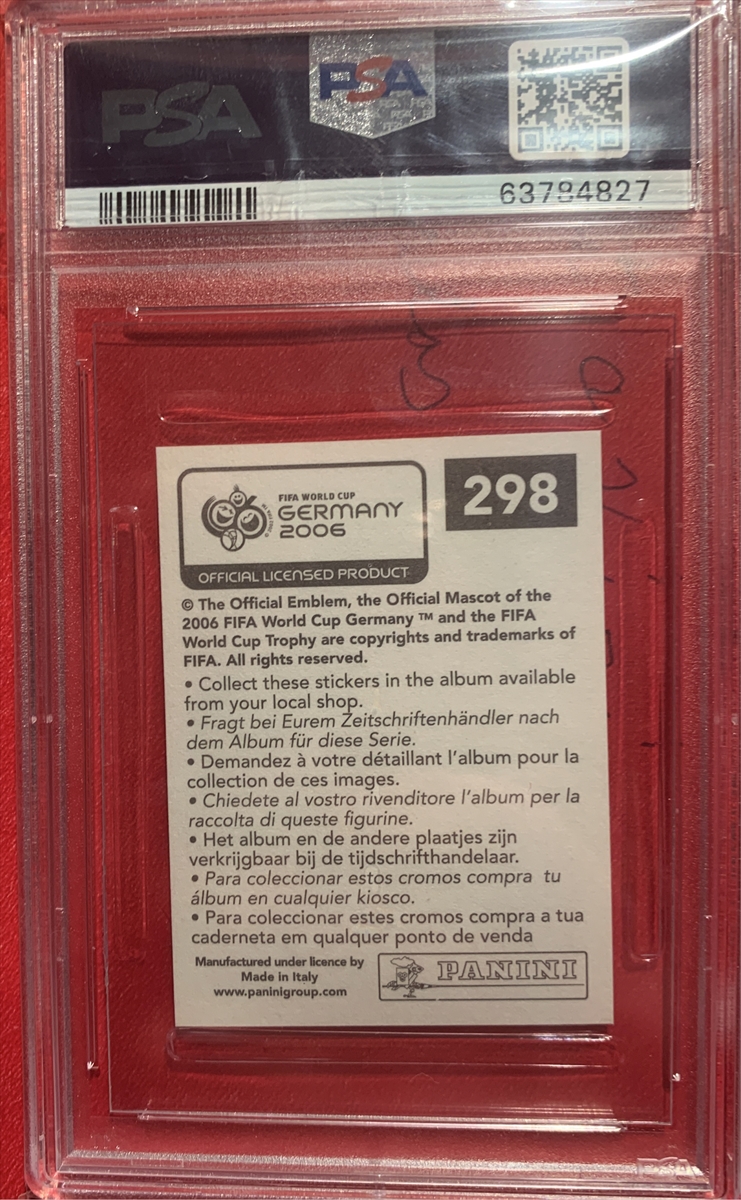 PSA
PSA
63784827
FIFA WORLD CUP
GERMANY
2006
OFFICIAL LICENSED PRODUCT
298
© The Official Emblem, the Official Mascot of the
2006 FIFA World Cup Germany ™ and the FIFA
World Cup Trophy are copyrights and trademarks of
FIFA. All rights reserved.
• Collect these stickers in the album available
from your local shop.
• Fragt bei Eurem Zeitschriftenhändler nach
dem Album für diese Serie.
• Demandez à votre détaillant l'album pour la
collection de ces images.
• Chiedete al vostro rivenditore l'album per la
raccolta di queste figurine.
• Het album en de andere plaatjes zijn
verkrijgbaar bij de tijdschrifthandelaar.
• Para coleccionar estos cromos compra tu
álbum en cualquier kiosco.
• Para coleccionar estes cromos compra a tua
caderneta em qualquer ponto de venda
Manufactured under licence by
Made in Italy
www.paninigroup.com
PANINI